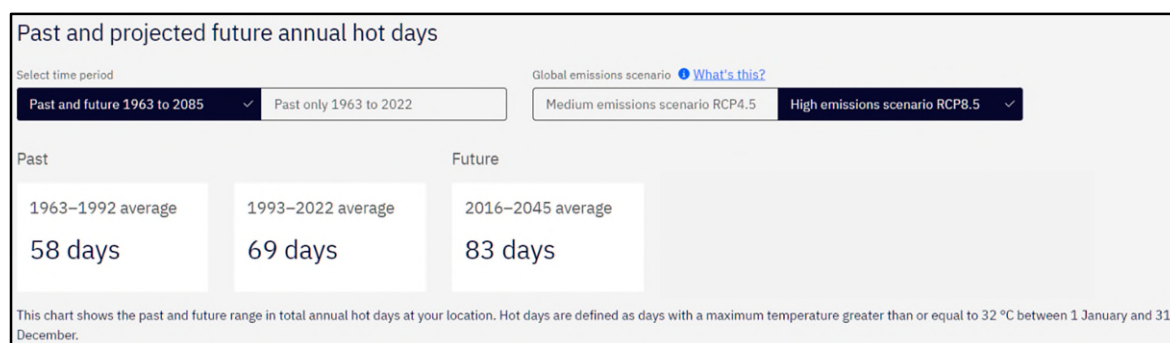 Past and projected future annual hot days
Select time period
Global emissions scenario What's this?
Past and future 1963 to 2085
Past only 1963 to 2022
Medium emissions scenario RCP4.5
High emissions scenario RCP8.5
Past
Future
1963–1992 average
58 days
1993–2022 average
69 days
2016–2045 average
83 days
This chart shows the past and future range in total annual hot days at your location. Hot days are defined as days with a maximum temperature greater than or equal to 32 °C between 1 January and 31
December.